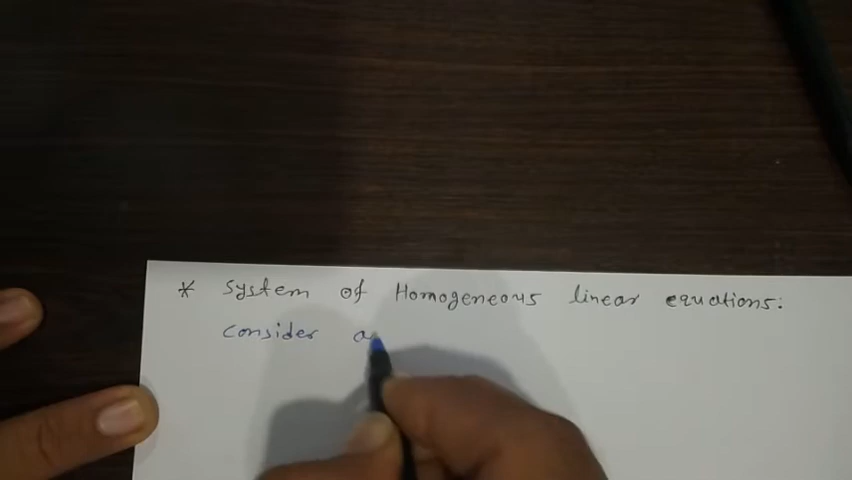 * System of Homogeneous linear equations:
Consider a